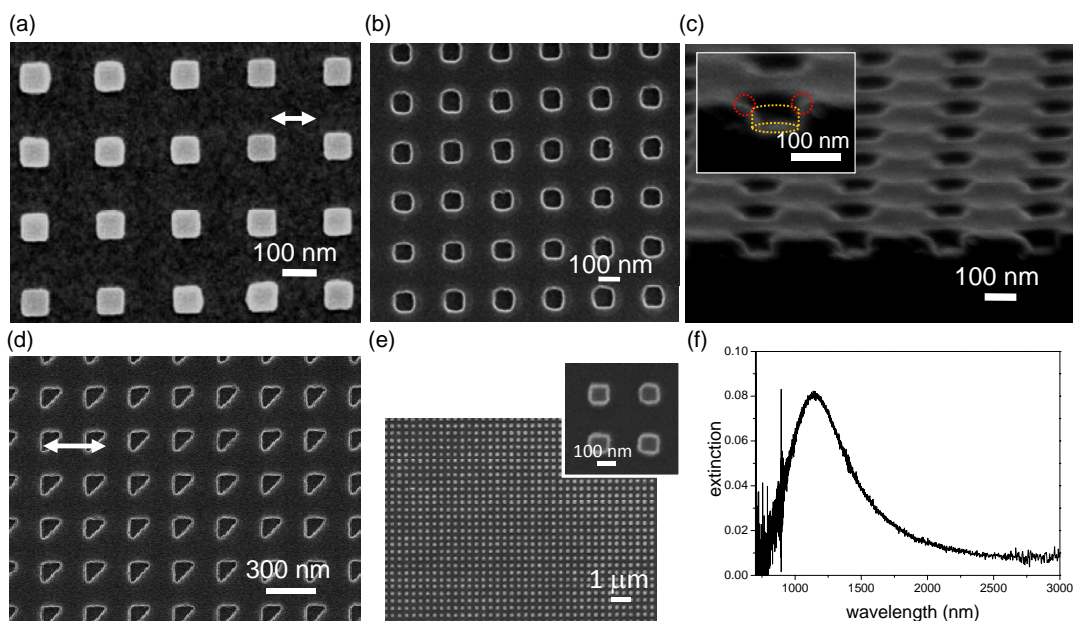 (a)
100 nm
(b)
100 nm
(c)
100 nm
100 nm
(d)
300 nm
(e)
100 nm
1 μm
(f)
0.10
0.08
0.06
0.04
0.02
0.00
extinction
1000 1500 2000 2500 3000
wavelength (nm)